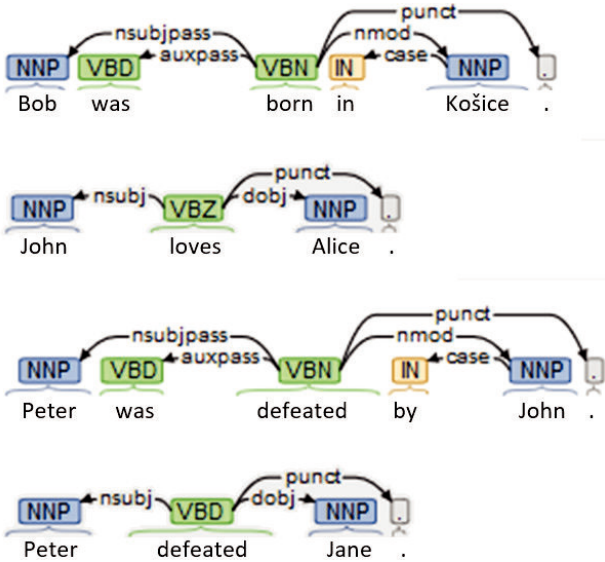 punct
nsubjpass nmod
auxpass case
NNP VBD VBN IN NNP .
Bob was born in Košice .
punct
nsubj dobj
NNP VBZ NNP .
John loves Alice .
punct
nsubjpass nmod
auxpass case
NNP VBD VBN IN NNP .
Peter was defeated by John .
punct
nsubj dobj
NNP VBD NNP .
Peter defeated Jane .